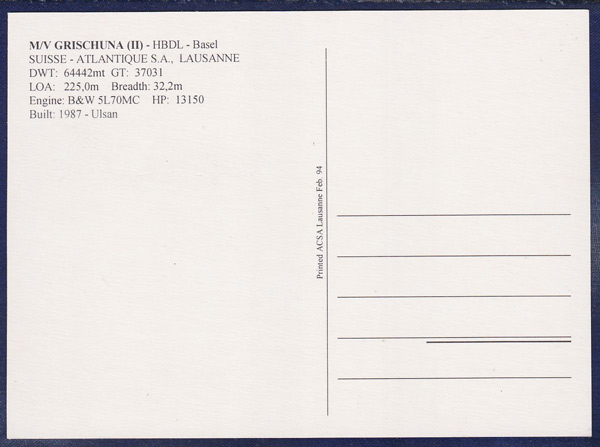 M/V GRISCHUNA (II) - HBDL - Basel
SUISSE - ATLANTIQUE S.A., LAUSANNE
DWT: 64442mt GT: 37031
LOA: 225,0m Breadth: 32,2m
Engine: B&W 5L70MC HP: 13150
Built: 1987 - Ulsan
Printed ACSA Lausanne Feb. 94